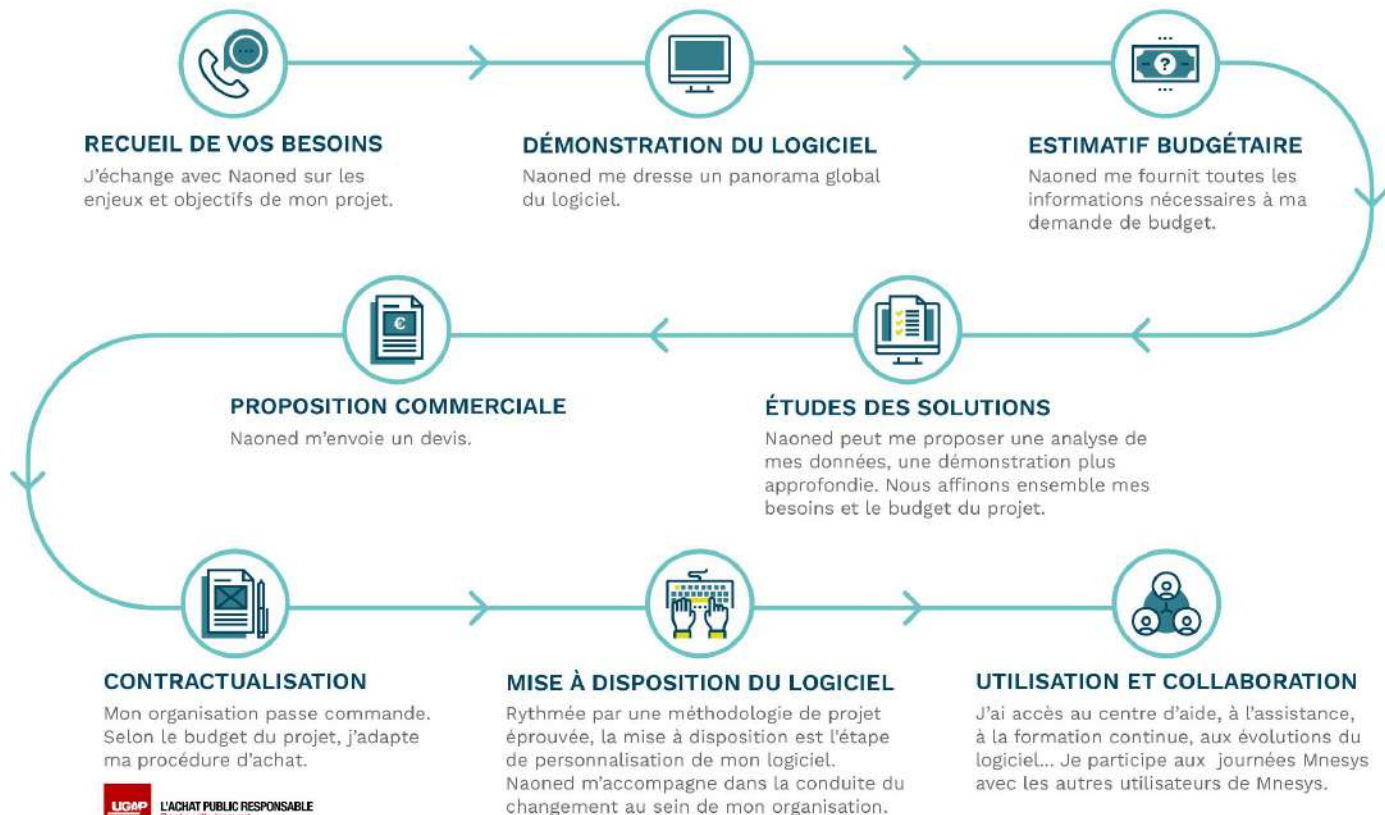 RECUEIL DE VOS BESOINS
J'échange avec Naoned sur les
enjeux et objectifs de mon projet.
DÉMONSTRATION DU LOGICIEL
Naoned me dresse un panorama global
du logiciel.
?
ESTIMATIF BUDGÉTAIRE
Naoned me fournit toutes les
informations nécessaires à ma
demande de budget.
€
PROPOSITION COMMERCIALE
Naoned m'envoie un devis.
ÉTUDES DES SOLUTIONS
Naoned peut me proposer une analyse de
mes données, une démonstration plus
approfondie. Nous affinons ensemble mes
besoins et le budget du projet.
CONTRACTUALISATION
Mon organisation passe commande.
Selon le budget du projet, j'adapte
ma procédure d'achat.
UGAP L'ACHAT PUBLIC RESPONSABLE
MISE À DISPOSITION DU LOGICIEL
Rythmée par une méthodologie de projet
éprouvée, la mise à disposition est l'étape
de personnalisation de mon logiciel.
Naoned m'accompagne dans la conduite du
changement au sein de mon organisation.
UTILISATION ET COLLABORATION
J'ai accès au centre d'aide, à l'assistance,
à la formation continue, aux évolutions du
logiciel... Je participe aux journées Mnesys
avec les autres utilisateurs de Mnesys.